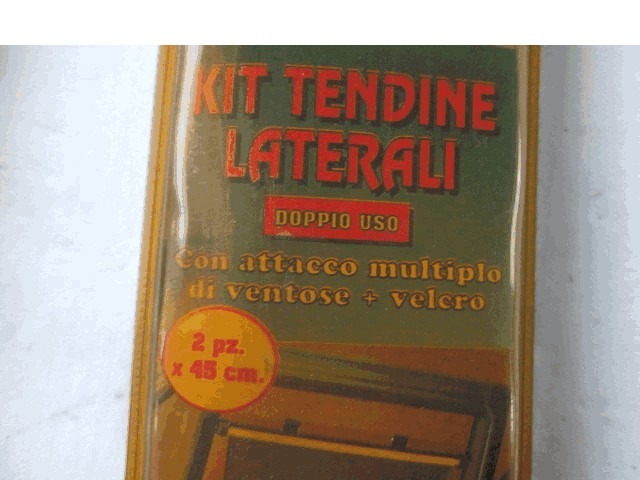 KIT TENDINE
LATERALI
DOPPIO USO
Con attacco multiplo
di ventose + velcro
2 pz.
x 45 cm.